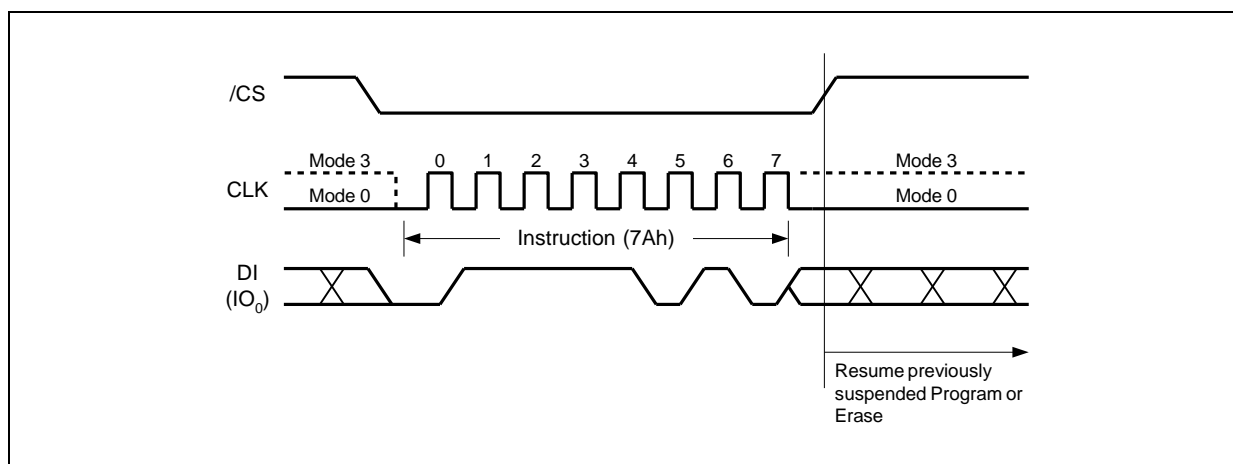 /CS
Mode 3
0 1 2 3 4 5 6 7
Mode 3
CLK
Mode 0
Mode 0
Instruction (7Ah)
DI
(IO0)
Resume previously
suspended Program or
Erase